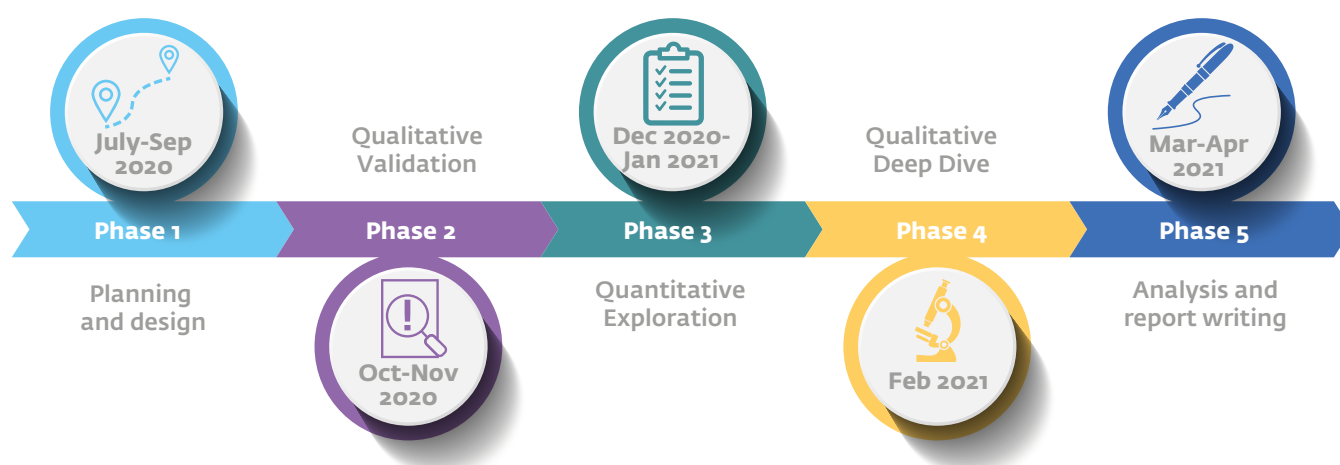 July-Sep
2020
Phase 1
Planning
and design
Qualitative
Validation
Phase 2
Oct-Nov
2020
Dec 2020-
Jan 2021
Phase 3
Quantitative
Exploration
Qualitative
Deep Dive
Phase 4
Feb 2021
Mar-Apr
2021
Phase 5
Analysis and
report writing